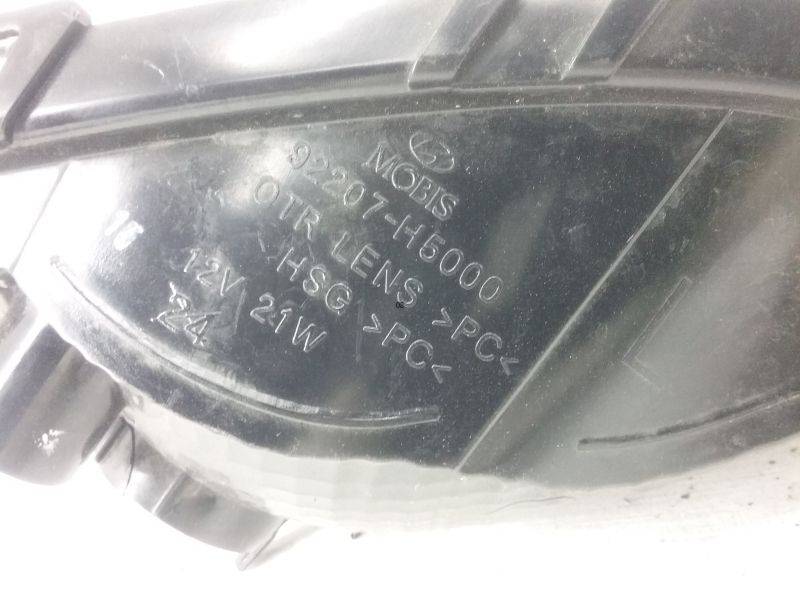 MOBIS
92207-H5000
OTR LENS >PC<
HSG >PC<
12V 21W
24